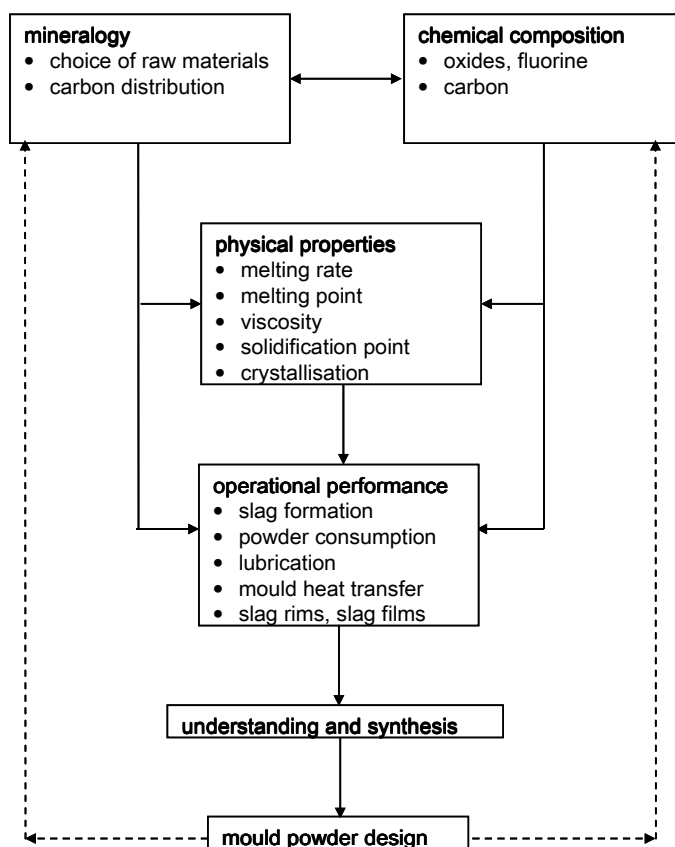 mineralogy
• choice of raw materials
• carbon distribution
chemical composition
• oxides, fluorine
• carbon
physical properties
• melting rate
• melting point
• viscosity
• solidification point
• crystallisation
operational performance
• slag formation
• powder consumption
• lubrication
• mould heat transfer
• slag rims, slag films
understanding and synthesis
mould powder design